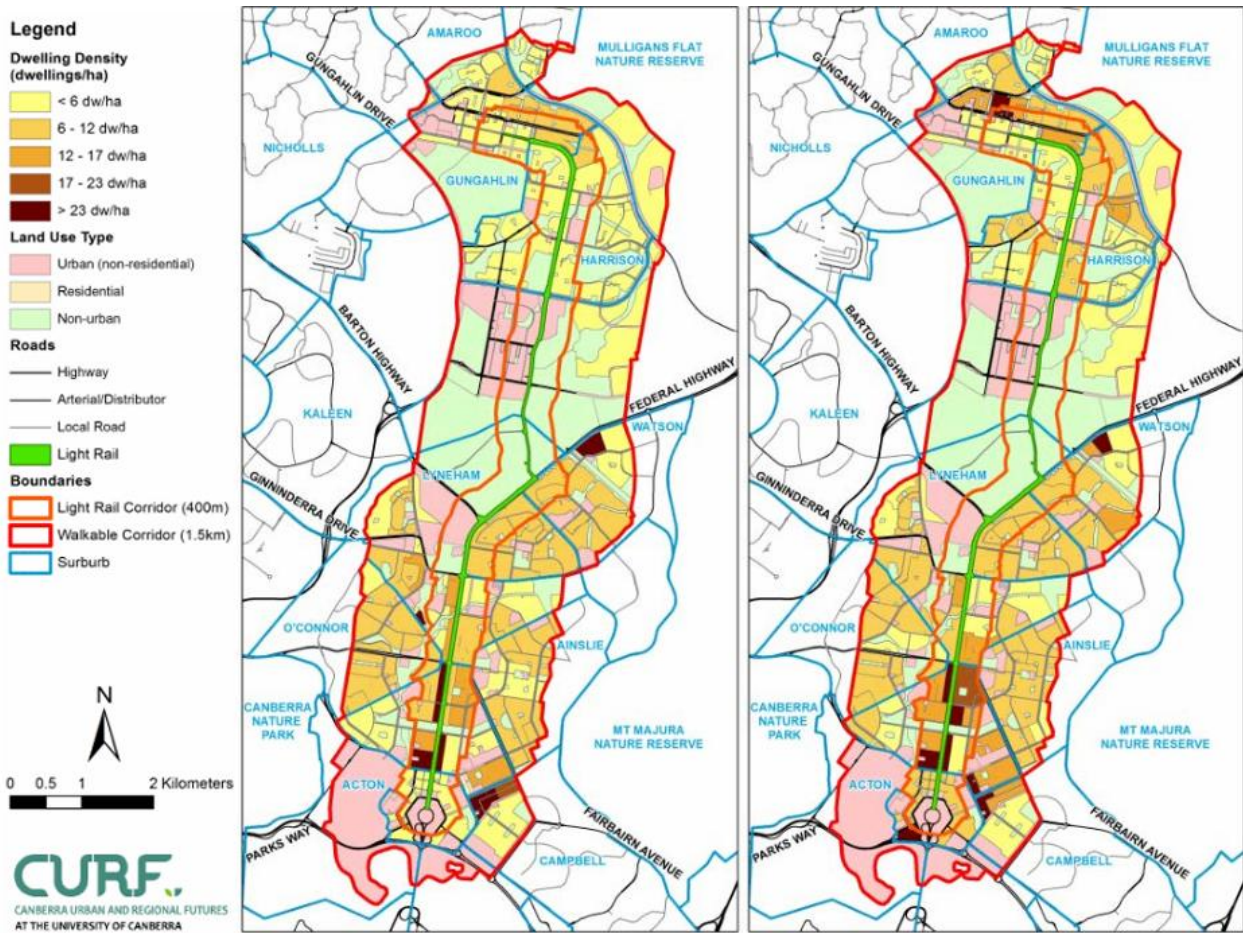 Legend
Dwelling Density
(dwellings/ha)
< 6 dw/ha
6 - 12 dw/ha
12 - 17 dw/ha
17 - 23 dw/ha
> 23 dw/ha
Land Use Type
Urban (non-residential)
Residential
Non-urban
Roads
Highway
Arterial/Distributor
Local Road
Light Rail
Boundaries
Light Rail Corridor (400m)
Walkable Corridor (1.5km)
Surburb
N
0 0.5 1 2 Kilometers
CURF
CANBERRA URBAN AND REGIONAL FUTURES
AT THE UNIVERSITY OF CANBERRA
AMAROO
MULLIGANS FLAT
NATURE RESERVE
GUNGAHLIN DRIVE
NICHOLLS
GUNGAHLIN
HARRISON
BARTON HIGHWAY
KALEEN
FEDERAL HIGHWAY
WATSON
LYNEHAM
GINNINDERRA DRIVE
O'CONNOR
AINSLIE
CANBERRA
NATURE
PARK
MT MAJURA
NATURE RESERVE
ACTON
PARKS WAY
CAMPBELL
FAIRBAIRN AVENUE
AMAROO
MULLIGANS FLAT
NATURE RESERVE
GUNGAHLIN DRIVE
NICHOLLS
GUNGAHLIN
HARRISON
BARTON HIGHWAY
KALEEN
FEDERAL HIGHWAY
WATSON
LYNEHAM
GINNINDERRA DRIVE
O'CONNOR
AINSLIE
CANBERRA
NATURE
PARK
MT MAJURA
NATURE RESERVE
ACTON
PARKS WAY
CAMPBELL
FAIRBAIRN AVENUE